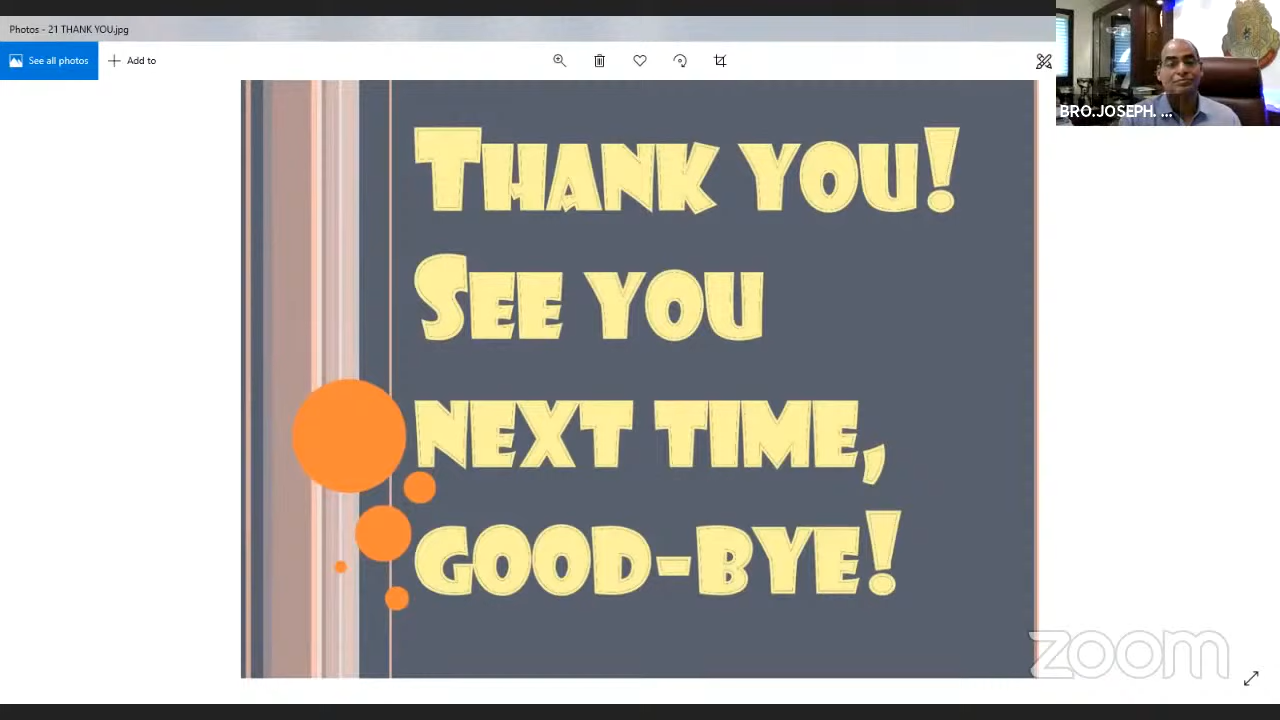 Photos - 21 THANK YOU.jpg
See all photos
Add to
BRO.JOSEPH. ...
THANK YOU!
SEE YOU
NEXT TIME,
GOOD-BYE!
zoom